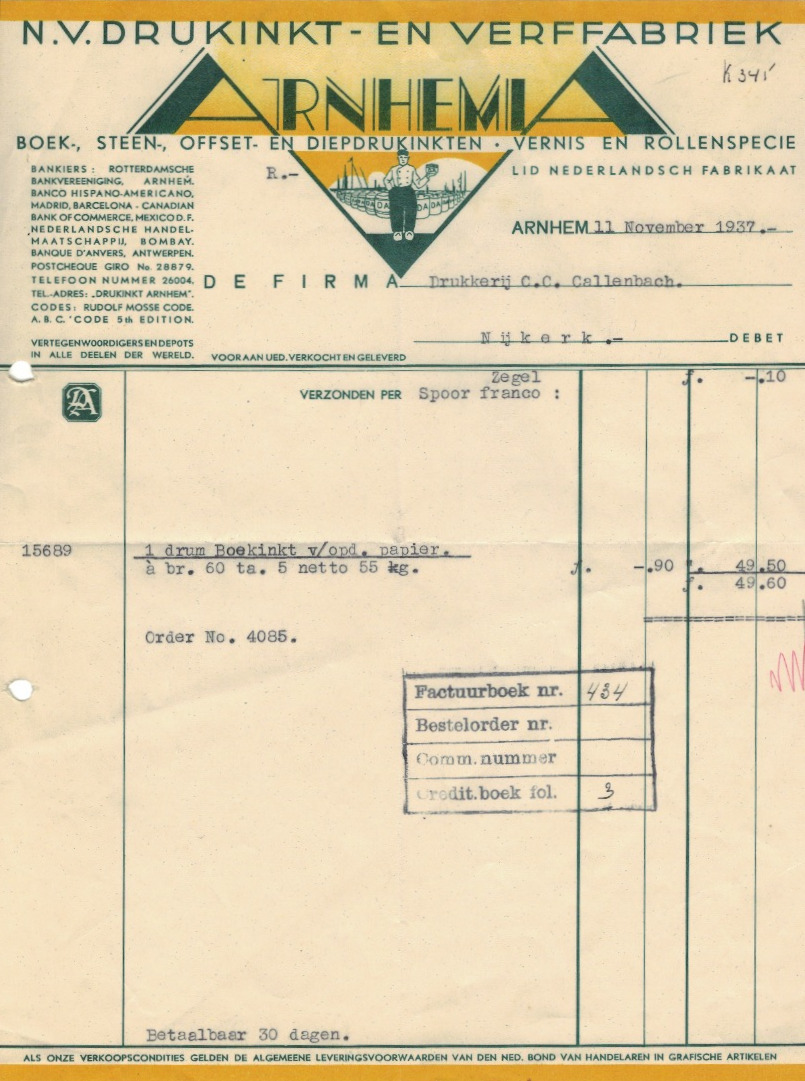 N.V. DRUKINKT- EN VERFFABRIEK
ARNHEMIA
K 341
BOEK-, STEEN-, OFFSET- EN DIEPDRUKINKTEN · VERNIS EN ROLLENSPECIE
LID NEDERLANDSCH FABRIKAAT
R.-
BANKIERS: ROTTERDAMSCHE
BANKVEREENIGING, ARNHEM.
BANCO HISPANO-AMERICANO,
MADRID, BARCELONA - CANADIAN
BANK OF COMMERCE, MEXICO D.F.
NEDERLANDSCHE HANDEL-
MAATSCHAPPIJ, BOMBAY.
BANQUE D'ANVERS, ANTWERPEN.
POSTCHEQUE GIRO No. 28879.
TELEFOON NUMMER 26004.
TEL.-ADRES: „DRUKINKT ARNHEM".
CODES: RUDOLF MOSSE CODE.
A.B.C. CODE 5th EDITION.
VERTEGENWOORDIGERS EN DEPOTS
IN ALLE DEELEN DER WERELD.
ARNHEM 11 November 1937.-
DE FIRMA Drukkerij C.C. Callenbach.
Nijkerk.- DEBET
VOOR AAN UED. VERKOCHT EN GELEVERD
DA
Zegel f. -.10
VERZONDEN PER Spoor franco :
15689 1 drum Boekinkt v/opd. papier.
à br. 60 ta. 5 netto 55 kg. f. -.90 ". 49.50
f. 49.60
Order No. 4085.
Factuurboek nr. 434
Bestelorder nr.
Comm.nummer
Credit.boek fol. 3
Betaalbaar 30 dagen.
ALS ONZE VERKOOPSCONDITIES GELDEN DE ALGEMEENE LEVERINGSVOORWAARDEN VAN DEN NED. BOND VAN HANDELAREN IN GRAFISCHE ARTIKELEN